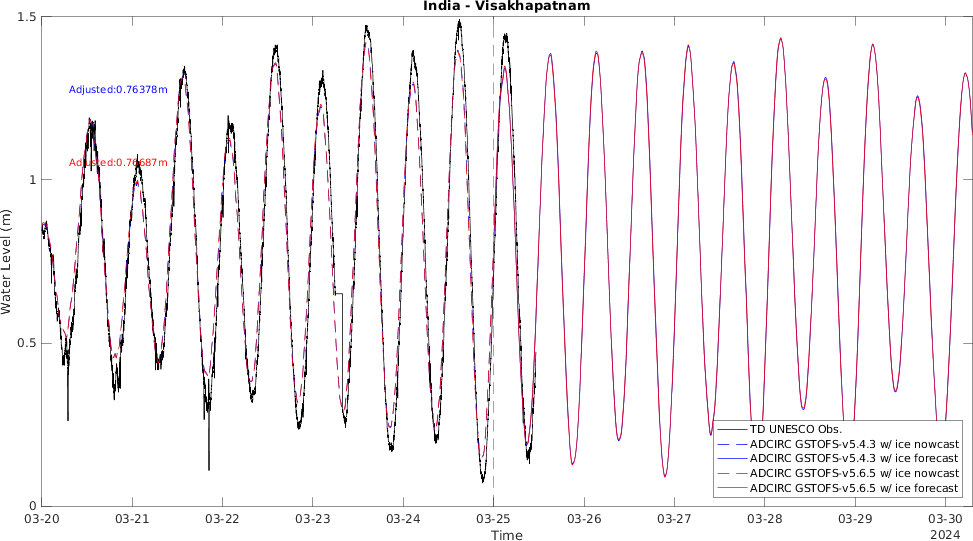 India - Visakhapatnam
1.5
Adjusted:0.76378m
Adjusted:0.76687m
1
0.5
0
Water Level (m)
TD UNESCO Obs.
ADCIRC GSTOFS-v5.4.3 w/ ice nowcast
ADCIRC GSTOFS-v5.4.3 w/ ice forecast
ADCIRC GSTOFS-v5.6.5 w/ ice nowcast
ADCIRC GSTOFS-v5.6.5 w/ ice forecast
03-20 03-21 03-22 03-23 03-24 03-25 03-26 03-27 03-28 03-29 03-30
Time
2024